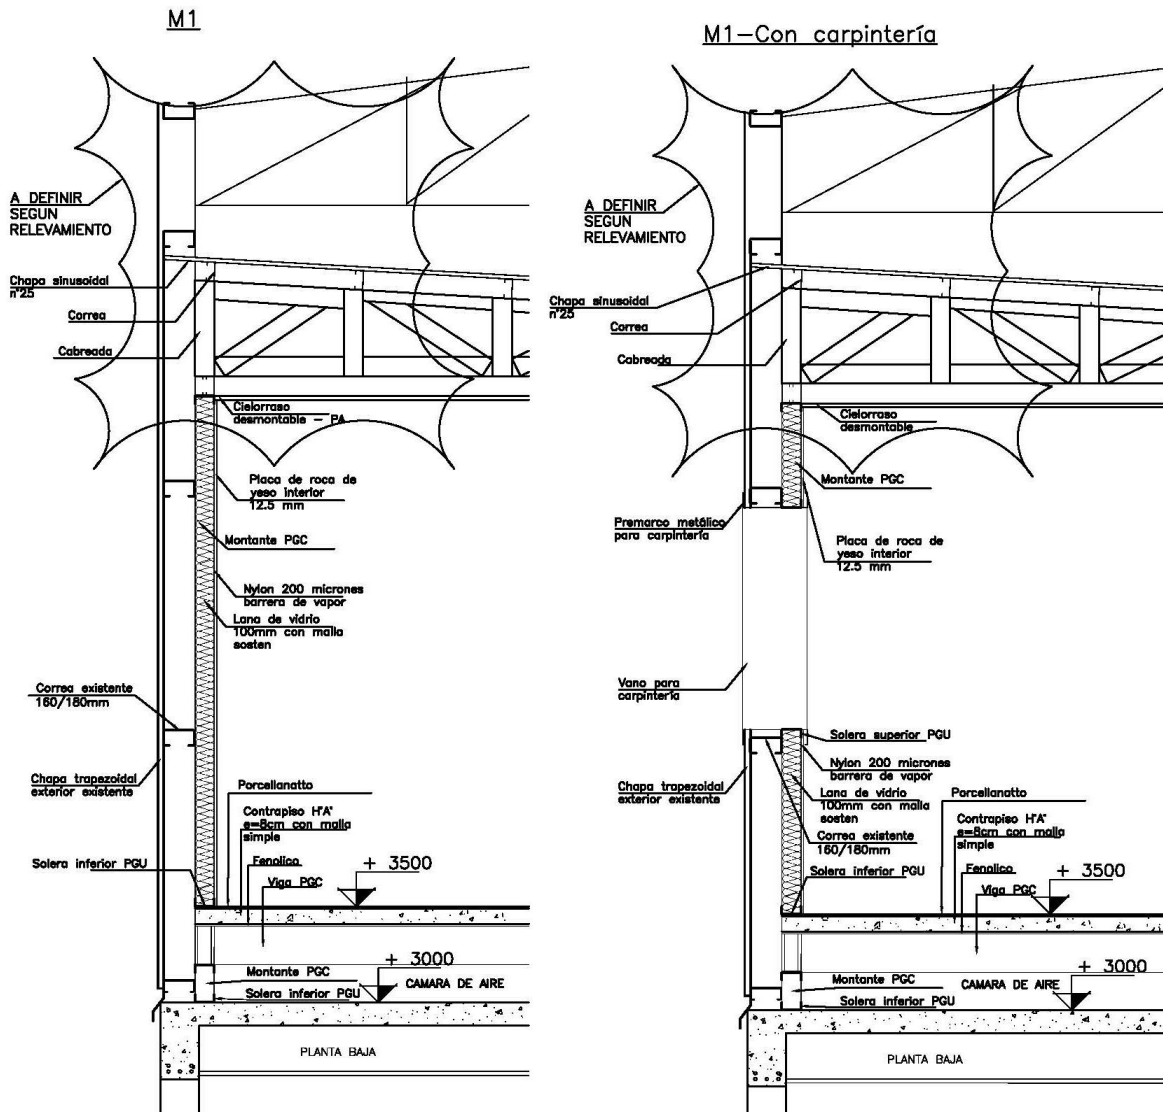 M1
A DEFINIR
SEGUN
RELEVAMIENTO
Chapa sinusoidal
n°25
Correa
Cabreada
Cielorraso
desmontable - PA
Placa de roca de
yeso interior
12.5 mm
Montante PGC
Nylon 200 micrones
barrera de vapor
Lana de vidrio
100mm con malla
sosten
Correa existente
160/180mm
Chapa trapezoidal
exterior existente
Porcellanatto
Contrapiso H°A°
e=8cm con malla
simple
Solera inferior PGU
Fenolico
Viga PGC
+ 3500
+ 3000
Montante PGC
CAMARA DE AIRE
Solera inferior PGU
PLANTA BAJA
M1-Con carpintería
A DEFINIR
SEGUN
RELEVAMIENTO
Chapa sinusoidal
n°25
Correa
Cabreada
Cielorraso
desmontable
Montante PGC
Premarco metálico
para carpintería
Placa de roca de
yeso interior
12.5 mm
Vano para
carpintería
Solera superior PGU
Nylon 200 micrones
barrera de vapor
Chapa trapezoidal
exterior existente
Lana de vidrio
100mm con malla
sosten
Porcellanatto
Contrapiso H°A°
e=8cm con malla
simple
Correa existente
160/180mm
Solera inferior PGU
Fenolico
Viga PGC
+ 3500
+ 3000
Montante PGC
CAMARA DE AIRE
Solera inferior PGU
PLANTA BAJA